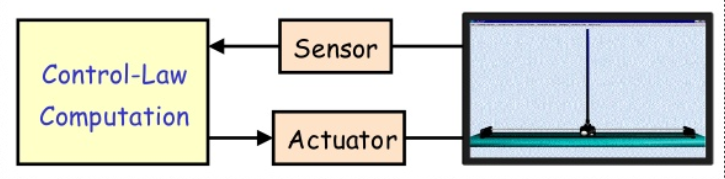 Control-Law
Computation
Sensor
Actuator